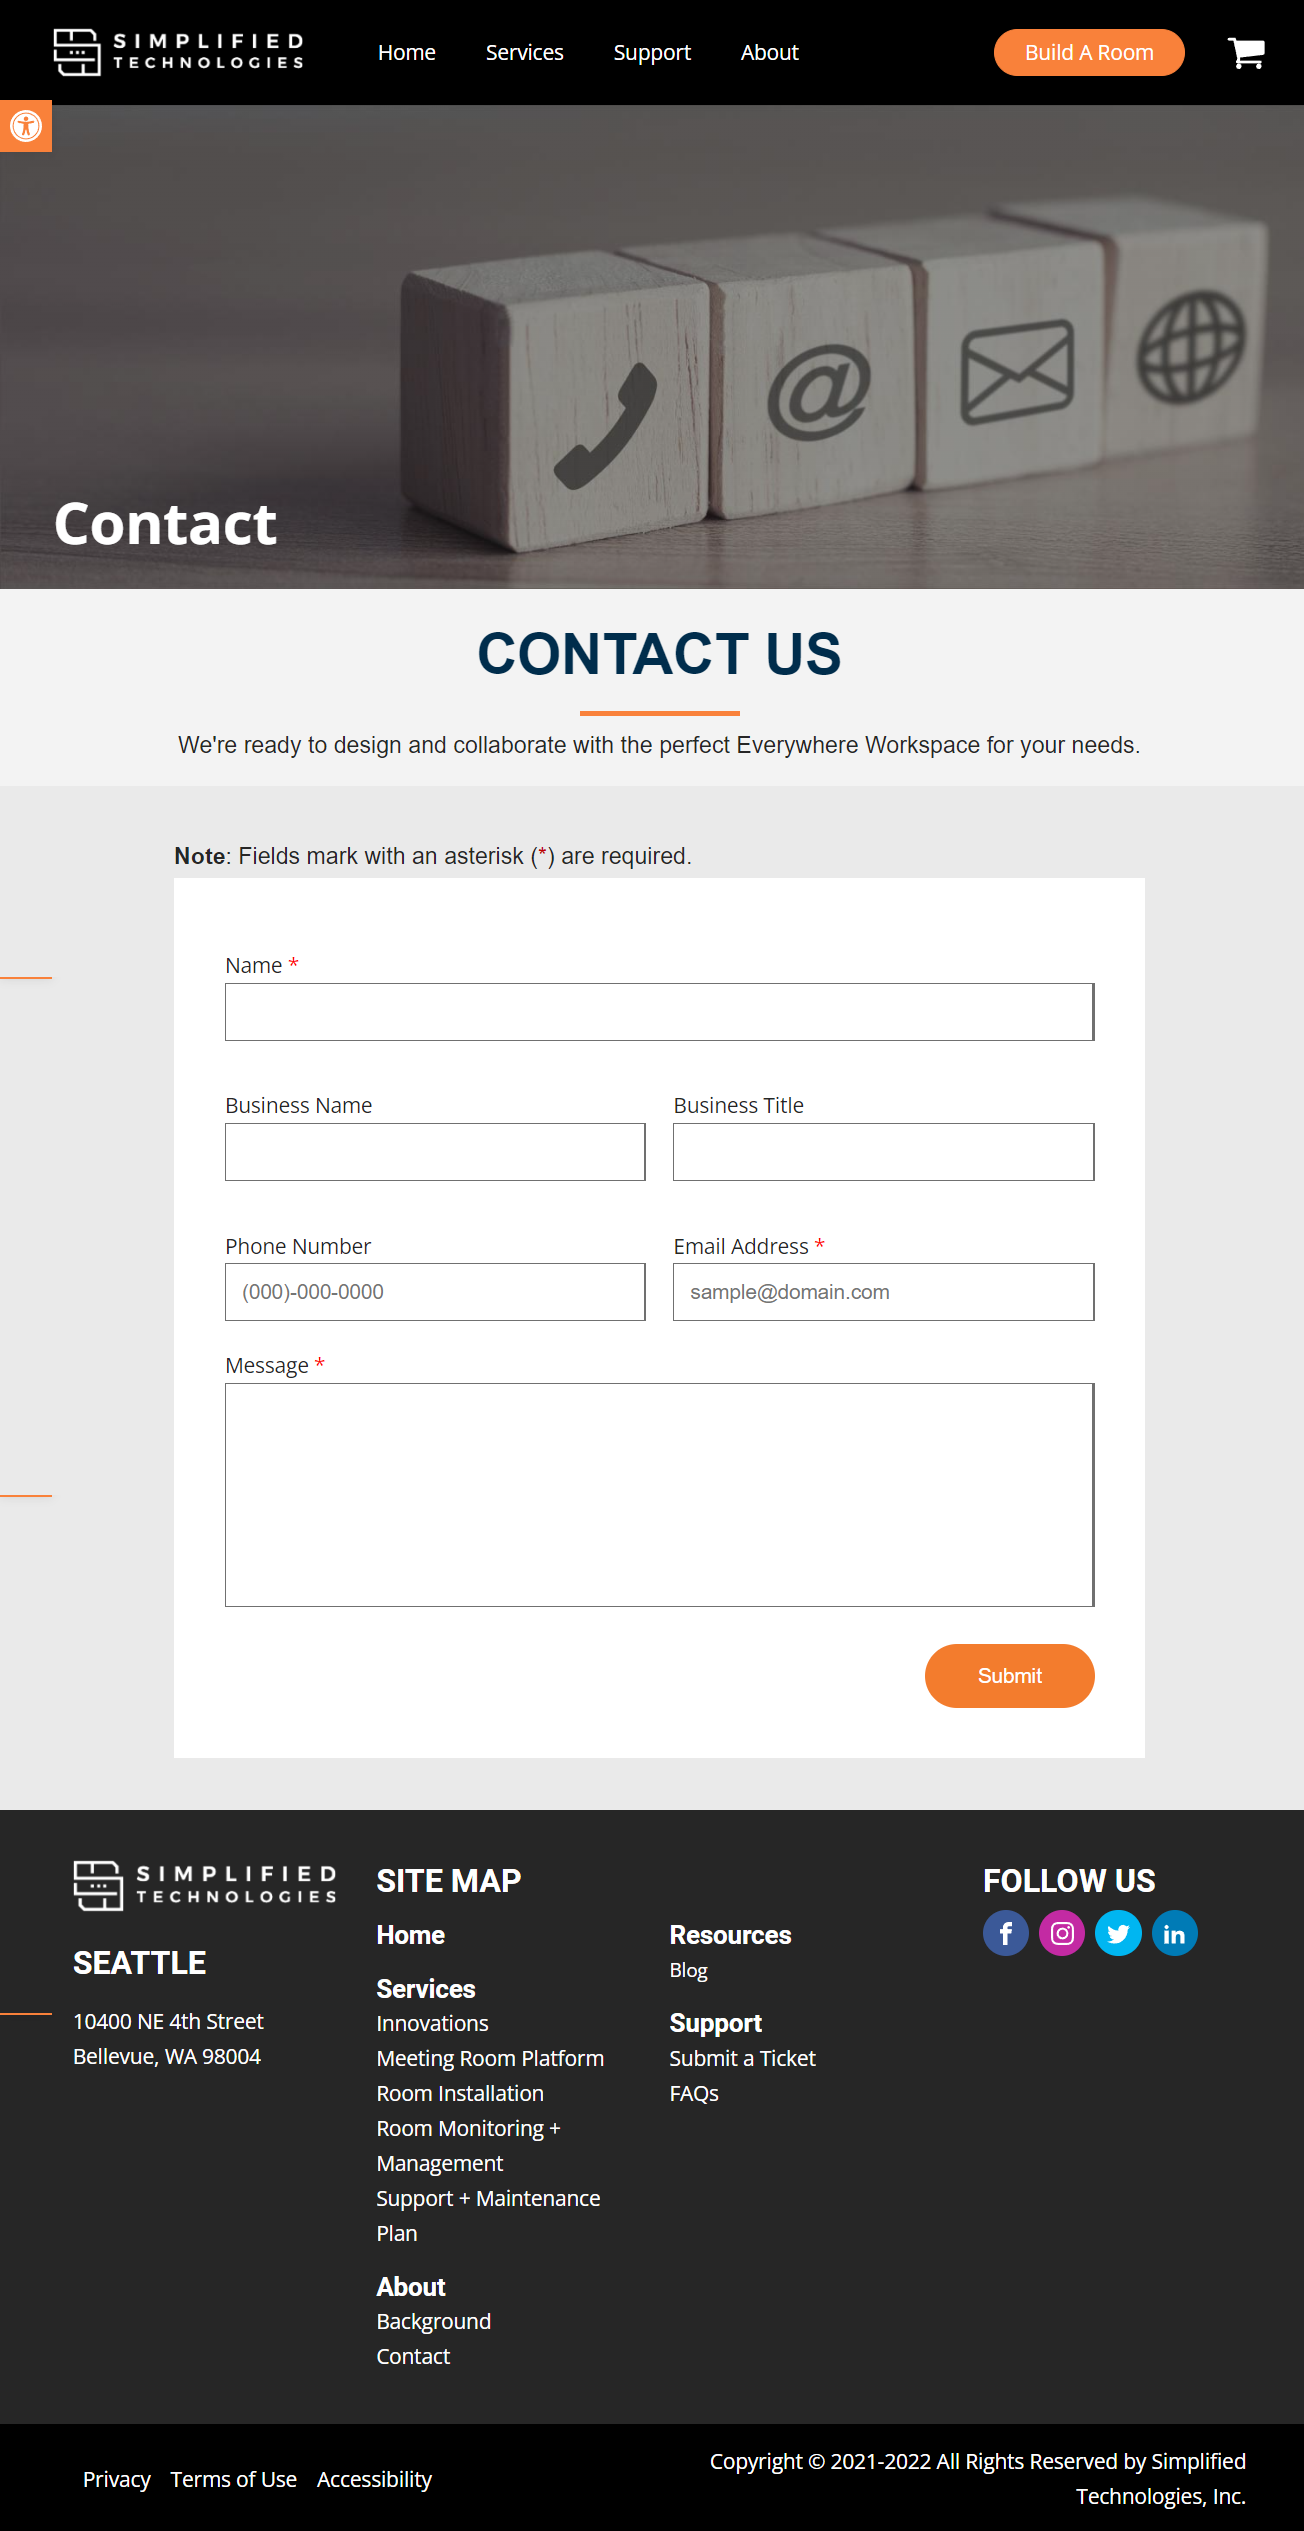 SIMPLIFIED
TECHNOLOGIES
Home Services Support About Build A Room
@
Contact
CONTACT US
We're ready to design and collaborate with the perfect Everywhere Workspace for your needs.
Note: Fields mark with an asterisk (*) are required.
Name *
Business Name
Business Title
Phone Number
(000)-000-0000
Email Address *
sample@domain.com
Message *
Submit
SIMPLIFIED
TECHNOLOGIES
SEATTLE
10400 NE 4th Street
Bellevue, WA 98004
SITE MAP
Home
Services
Innovations
Meeting Room Platform
Room Installation
Room Monitoring +
Management
Support + Maintenance
Plan
About
Background
Contact
Resources
Blog
Support
Submit a Ticket
FAQs
FOLLOW US
Privacy Terms of Use Accessibility
Copyright © 2021-2022 All Rights Reserved by Simplified
Technologies, Inc.